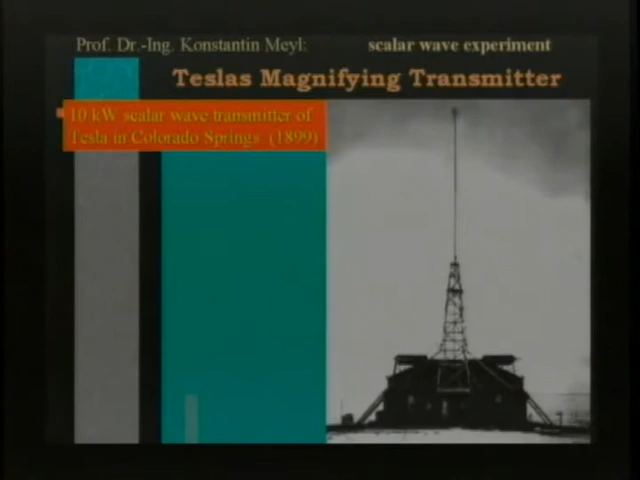 Prof. Dr.-Ing. Konstantin Meyl: scalar wave experiment
Teslas Magnifying Transmitter
10 kW scalar wave transmitter of
Tesla in Colorado Springs (1899)